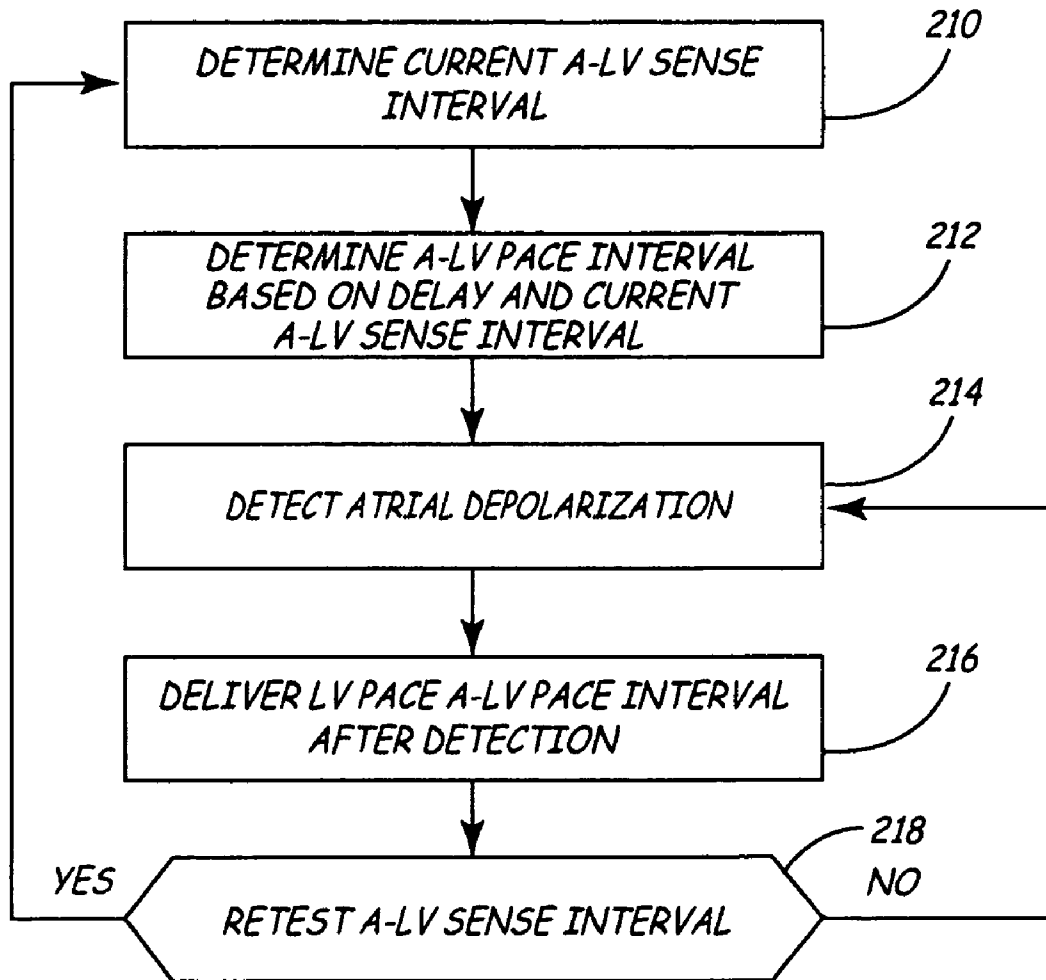 210
DETERMINE CURRENT A-LV SENSE
INTERVAL
212
DETERMINE A-LV PACE INTERVAL
BASED ON DELAY AND CURRENT
A-LV SENSE INTERVAL
214
DETECT ATRIAL DEPOLARIZATION
216
DELIVER LV PACE A-LV PACE INTERVAL
AFTER DETECTION
218
YES
NO
RETEST A-LV SENSE INTERVAL